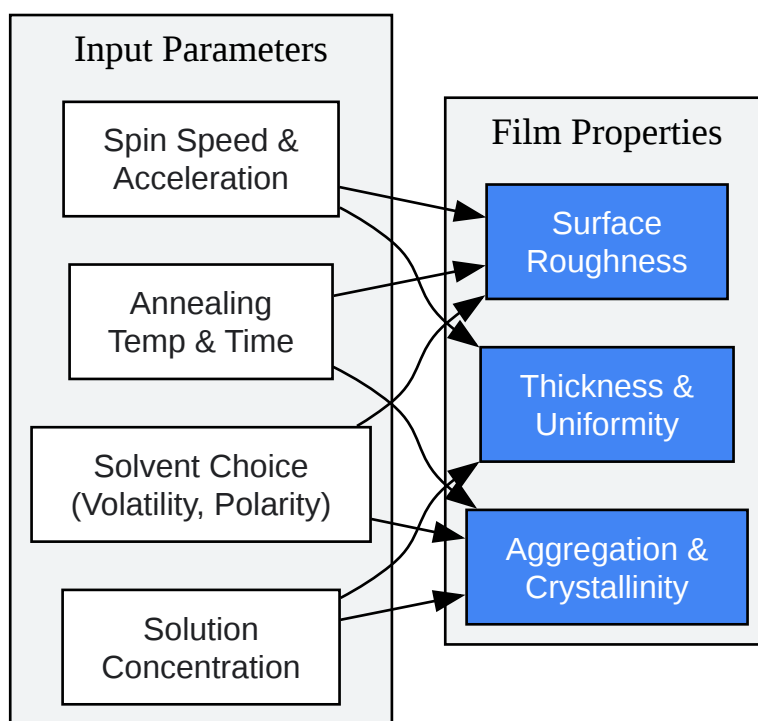 Input Parameters
Spin Speed &
Acceleration
Annealing
Temp & Time
Solvent Choice
(Volatility, Polarity)
Solution
Concentration
Film Properties
Surface
Roughness
Thickness &
Uniformity
Aggregation &
Crystallinity